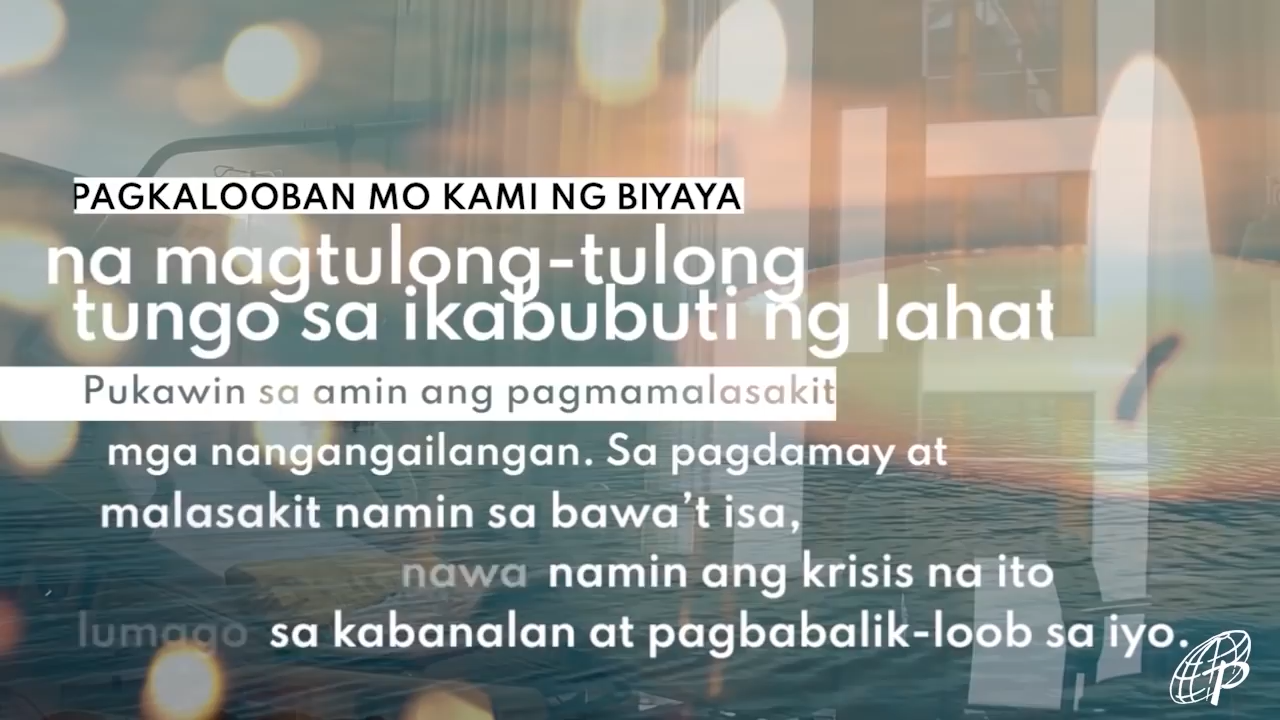 PAGKALOOBAN MO KAMI NG BIYAYA
na magtulong-tulong
tungo sa ikabubuti ng lahat
Pukawin sa amin ang pagmamalasakit
mga nangangailangan. Sa pagdamay at
malasakit namin sa bawa't isa,
nawa namin ang krisis na ito
lumago sa kabanalan at pagbabalik-loob sa iyo.